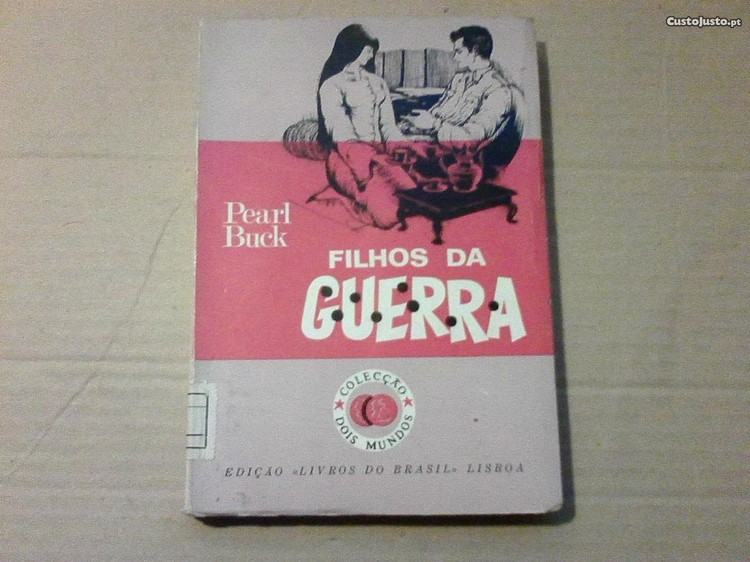 CustoJusto.pt
Pearl
Buck
FILHOS DA
GUERRA
COLECÇÃO
DOIS MUNDOS
EDIÇÃO «LIVROS DO BRASIL» LISBOA